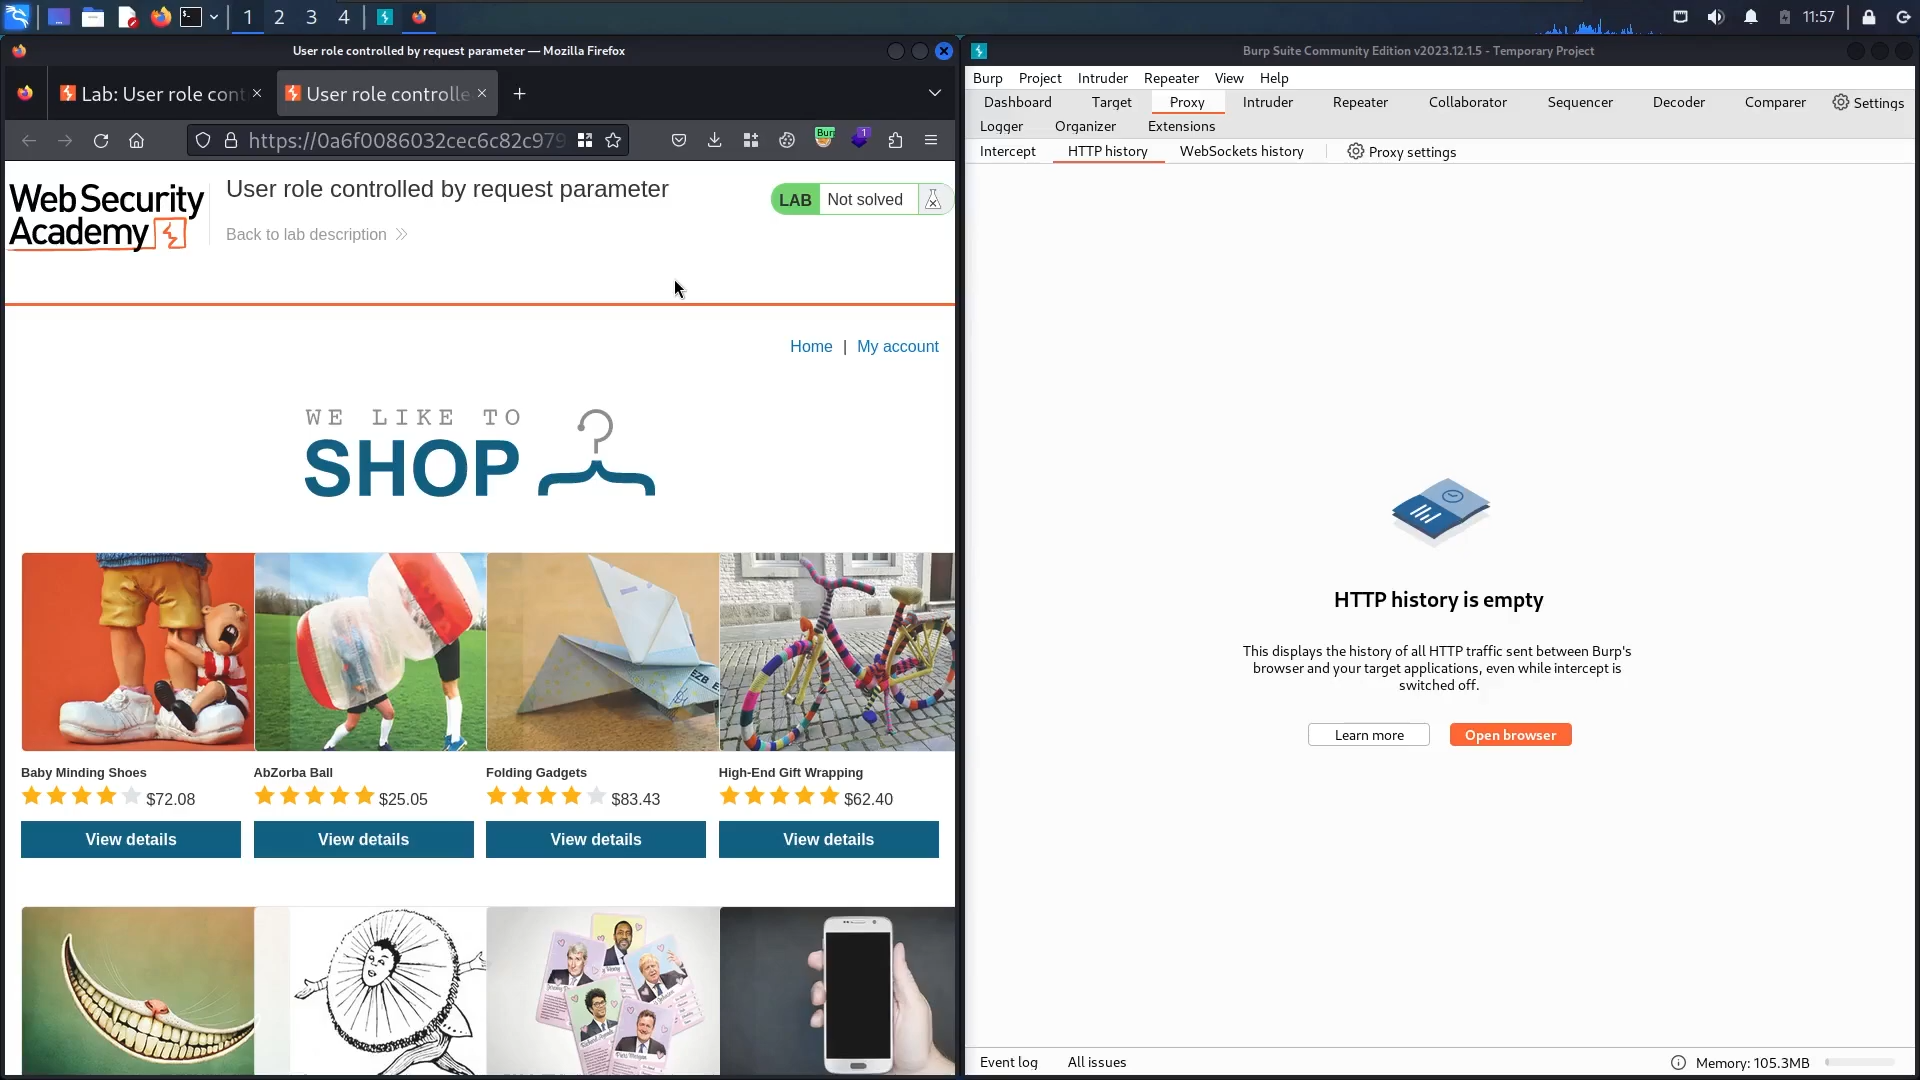 1 2 3 4
11:57
User role controlled by request parameter — Mozilla Firefox
Lab: User role cont
User role controlle
https://0a6f0086032cec6c82c979
Bur
1
Web Security
Academy
User role controlled by request parameter
Back to lab description
LAB Not solved
Home | My account
WE LIKE TO
SHOP
Baby Minding Shoes
$72.08
View details
AbZorba Ball
$25.05
View details
Folding Gadgets
$83.43
View details
High-End Gift Wrapping
$62.40
View details
Burp Suite Community Edition v2023.12.1.5 - Temporary Project
Burp Project Intruder Repeater View Help
Dashboard Target Proxy Intruder Repeater Collaborator Sequencer Decoder Comparer Settings
Logger Organizer Extensions
Intercept HTTP history WebSockets history Proxy settings
HTTP history is empty
This displays the history of all HTTP traffic sent between Burp's
browser and your target applications, even while intercept is
switched off.
Learn more Open browser
Event log All issues Memory: 105.3MB